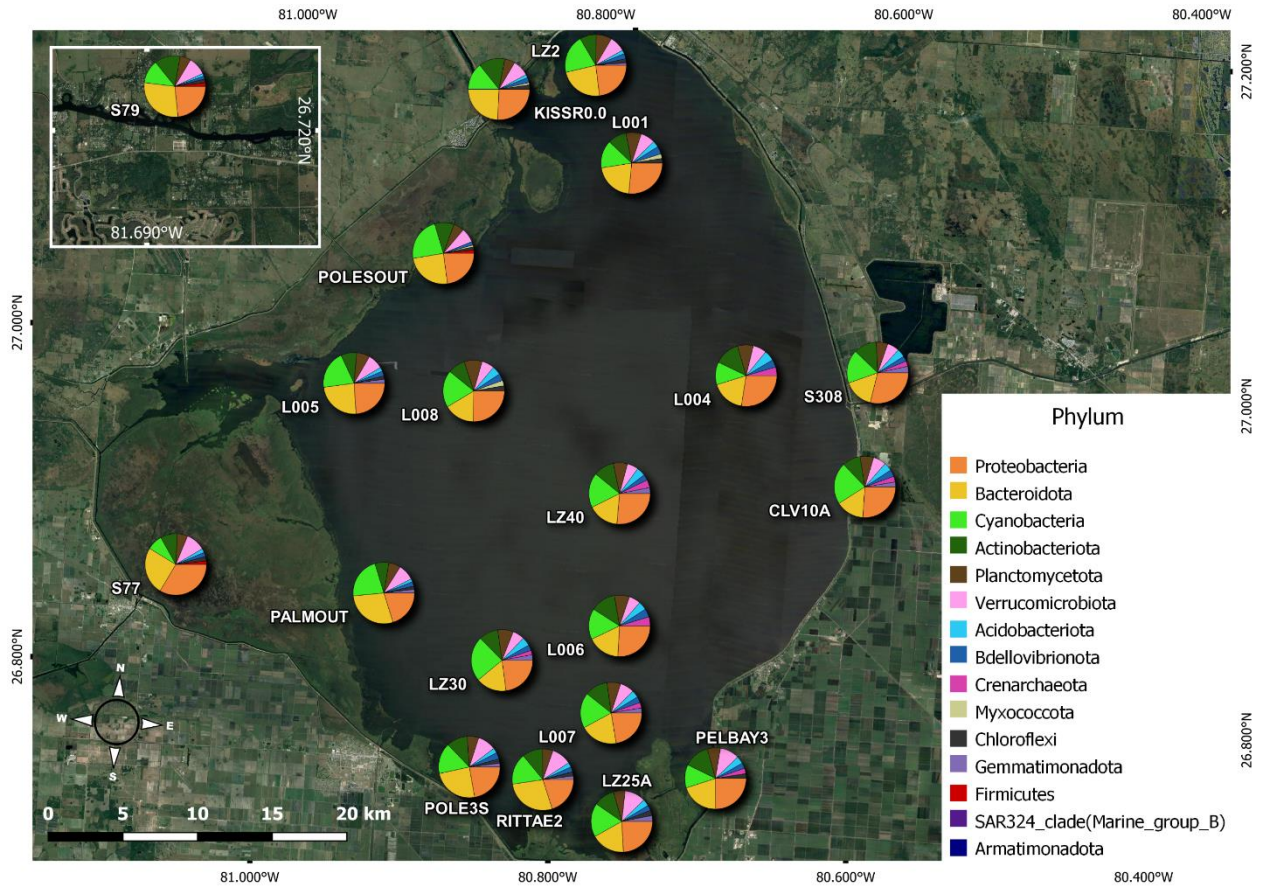 81.000°W
80.800°W
80.600°W
80.400°W
LZ2
KISSR0.0
L001
27.200°N
S79
26.720°N
81.690°W
POLESOUT
27.000°N
L005
L008
L004
S308
27.000°N
LZ40
CLV10A
S77
PALMOUT
L006
26.800°N
LZ30
L007
PELBAY3
26.800°N
N
W
E
S
POLE3S
RITTAE2
LZ25A
0 5 10 15 20 km
Phylum
Proteobacteria
Bacteroidota
Cyanobacteria
Actinobacteriota
Planctomycetota
Verrucomicrobiota
Acidobacteriota
Bdellovibrionota
Crenarchaeota
Myxococcota
Chloroflexi
Gemmatimonadota
Firmicutes
SAR324_clade(Marine_group_B)
Armatimonadota
81.000°W
80.800°W
80.600°W
80.400°W